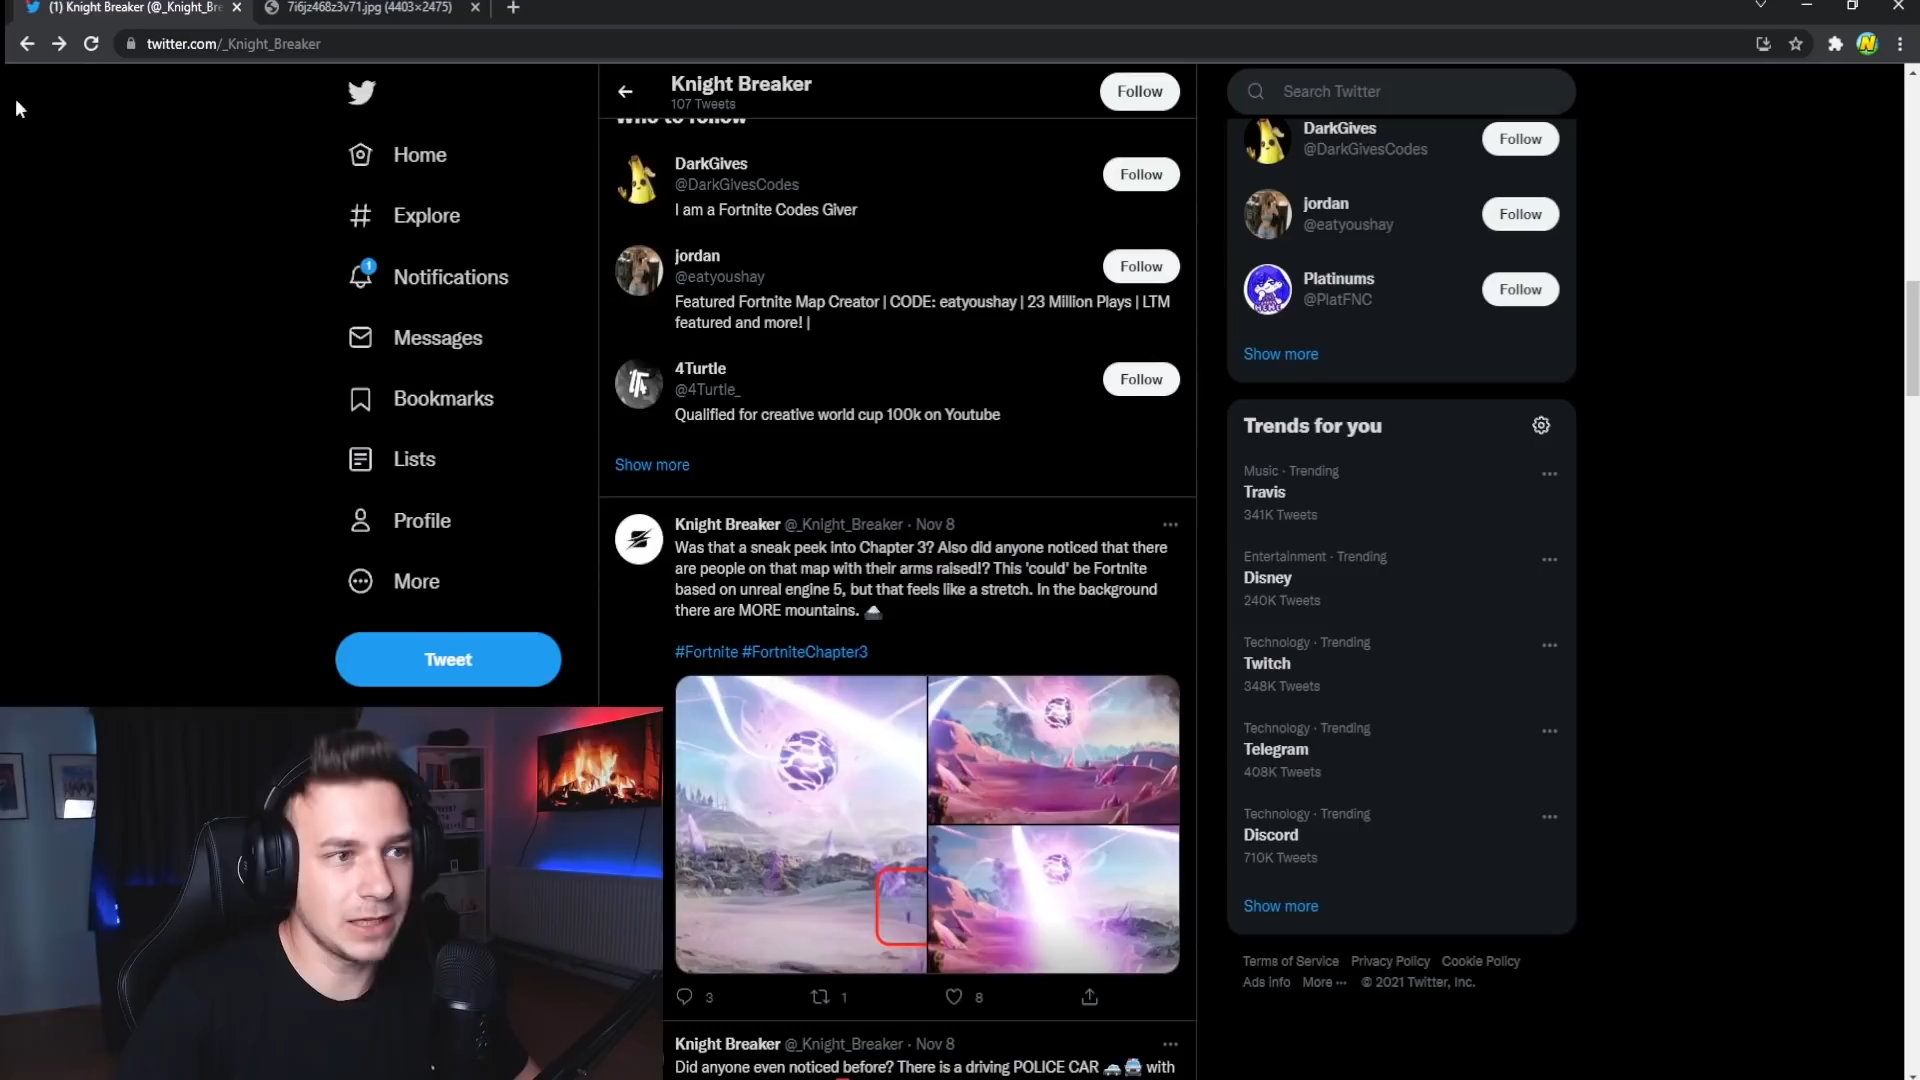 (1) Knight Breaker (@_Knight_Bre
7i6jz468z3v71.jpg (4403×2475)
twitter.com/_Knight_Breaker
Home
Explore
1
Notifications
Messages
Bookmarks
Lists
Profile
More
Tweet
Knight Breaker
107 Tweets
Follow
Who to follow
DarkGives
@DarkGivesCodes
Follow
I am a Fortnite Codes Giver
jordan
@eatyoushay
Follow
Featured Fortnite Map Creator | CODE: eatyoushay | 23 Million Plays | LTM
featured and more! |
4Turtle
@4Turtle_
Follow
Qualified for creative world cup 100k on Youtube
Show more
Knight Breaker @_Knight_Breaker · Nov 8
Was that a sneak peek into Chapter 3? Also did anyone noticed that there
are people on that map with their arms raised!? This 'could' be Fortnite
based on unreal engine 5, but that feels like a stretch. In the background
there are MORE mountains.
#Fortnite #FortniteChapter3
3
1
8
Knight Breaker @_Knight_Breaker · Nov 8
Did anyone even noticed before? There is a driving POLICE CAR with
Search Twitter
DarkGives
@DarkGivesCodes
Follow
jordan
@eatyoushay
Follow
Platinums
@PlatFNC
Follow
Show more
Trends for you
Music · Trending
Travis
341K Tweets
Entertainment · Trending
Disney
240K Tweets
Technology · Trending
Twitch
348K Tweets
Technology · Trending
Telegram
408K Tweets
Technology · Trending
Discord
710K Tweets
Show more
Terms of Service Privacy Policy Cookie Policy
Ads info More ··· © 2021 Twitter, Inc.